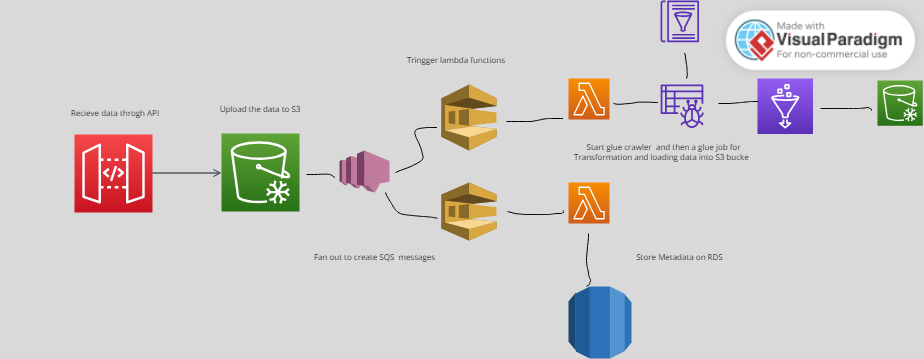 Made with
Visual Paradigm
For non-commercial use
Tringger lambda functions
Recieve data throgh API
Upload the data to S3
Start glue crawler and then a glue job for
Transformation and loading data into S3 bucke
Fan out to create SQS messages
Store Metadata on RDS